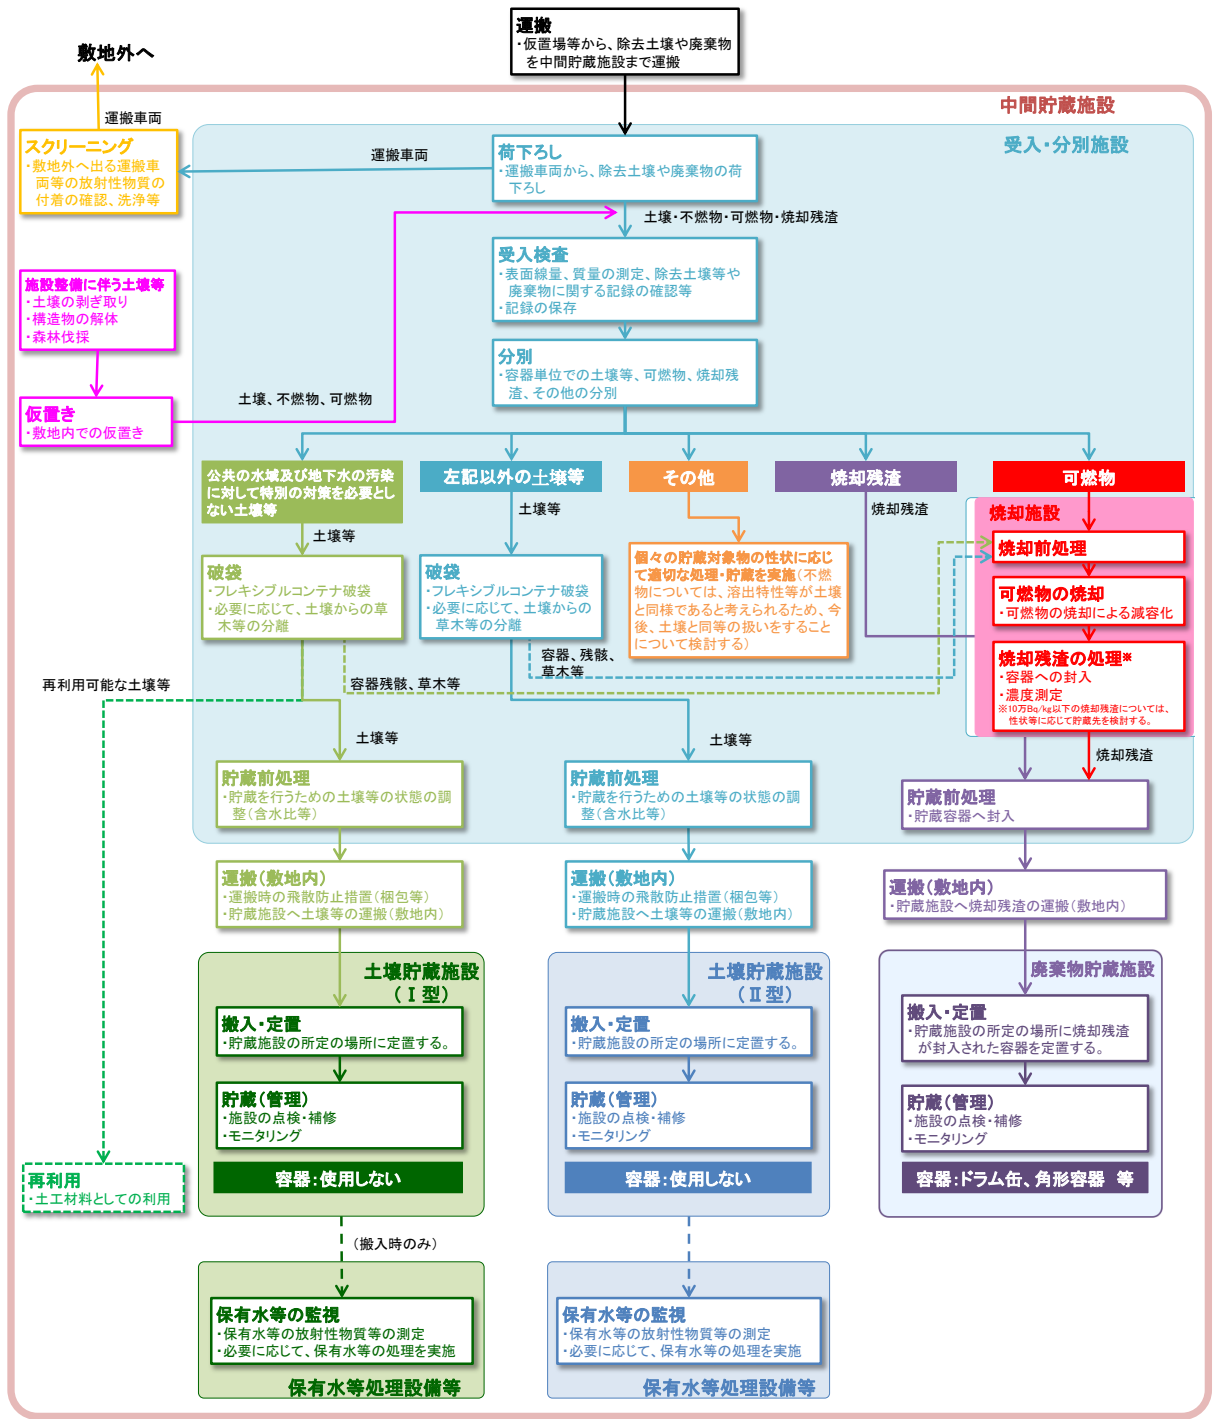 運搬
・仮置場等から、除去土壌や廃棄物
を中間貯蔵施設まで運搬
敷地外へ
中間貯蔵施設
運搬車両
受入・分別施設
スクリーニング
・敷地外へ出る運搬車
両等の放射性物質の
付着の確認、洗浄等
運搬車両
荷下ろし
・運搬車両から、除去土壌や廃棄物の荷
下ろし
土壌・不燃物・可燃物・焼却残渣
受入検査
・表面線量、質量の測定、除去土壌等や
廃棄物に関する記録の確認等
・記録の保存
施設整備に伴う土壌等
・土壌の剥ぎ取り
・構造物の解体
・森林伐採
分別
・容器単位での土壌等、可燃物、焼却残
渣、その他の分別
仮置き
・敷地内での仮置き
土壌、不燃物、可燃物
公共の水域及び地下水の汚染
に対して特別の対策を必要とし
ない土壌等
左記以外の土壌等
その他
焼却残渣
可燃物
土壌等
土壌等
焼却残渣
焼却施設
焼却前処理
破袋
・フレキシブルコンテナ破袋
・必要に応じて、土壌からの草
木等の分離
破袋
・フレキシブルコンテナ破袋
・必要に応じて、土壌からの
草木等の分離
個々の貯蔵対象物の性状に応じ
て適切な処理・貯蔵を実施(不燃
物については、溶出特性等が土壌
と同様であると考えられるため、今
後、土壌と同等の扱いをすること
について検討する)
可燃物の焼却
・可燃物の焼却による減容化
焼却残渣の処理※
・容器への封入
・濃度測定
※10万Bq/kg以下の焼却残渣については、
性状等に応じて貯蔵先を検討する。
容器、残骸、
草木等
再利用可能な土壌等
容器残骸、草木等
土壌等
土壌等
焼却残渣
貯蔵前処理
・貯蔵を行うための土壌等の状態の調
整(含水比等)
貯蔵前処理
・貯蔵を行うための土壌等の状態の調
整(含水比等)
貯蔵前処理
・貯蔵容器へ封入
運搬(敷地内)
・運搬時の飛散防止措置(梱包等)
・貯蔵施設へ土壌等の運搬(敷地内)
運搬(敷地内)
・運搬時の飛散防止措置(梱包等)
・貯蔵施設へ土壌等の運搬(敷地内)
運搬(敷地内)
・貯蔵施設へ焼却残渣の運搬(敷地内)
土壌貯蔵施設
(Ⅰ型)
土壌貯蔵施設
(Ⅱ型)
廃棄物貯蔵施設
搬入・定置
・貯蔵施設の所定の場所に定置する。
搬入・定置
・貯蔵施設の所定の場所に定置する。
搬入・定置
・貯蔵施設の所定の場所に焼却残渣
が封入された容器を定置する。
貯蔵(管理)
・施設の点検・補修
・モニタリング
貯蔵(管理)
・施設の点検・補修
・モニタリング
貯蔵(管理)
・施設の点検・補修
・モニタリング
容器:使用しない
容器:使用しない
容器:ドラム缶、角形容器 等
再利用
・土工材料としての利用
(搬入時のみ)
保有水等の監視
・保有水等の放射性物質等の測定
・必要に応じて、保有水等の処理を実施
保有水等処理設備等
保有水等の監視
・保有水等の放射性物質等の測定
・必要に応じて、保有水等の処理を実施
保有水等処理設備等